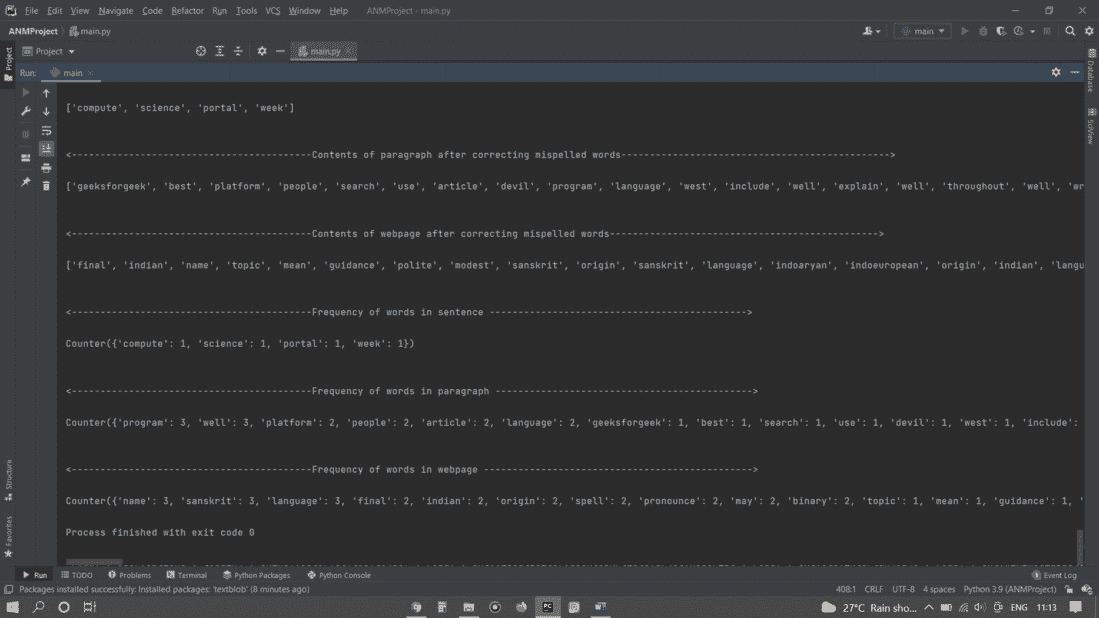 File Edit View Navigate Code Refactor Run Tools VCS Window Help ANMProject - main.py
ANMProject main.py main
Project main.py
Run: main
['compute', 'science', 'portal', 'week']
<------------------------------------------Contents of paragraph after correcting mispelled words----------------------------------------------->
['geeksforgeek', 'best', 'platform', 'people', 'search', 'use', 'article', 'devil', 'program', 'language', 'west', 'include', 'well', 'explain', 'well', 'throughout', 'well', 'wr
<------------------------------------------Contents of webpage after correcting mispelled words----------------------------------------------->
['final', 'indian', 'name', 'topic', 'mean', 'guidance', 'polite', 'modest', 'sanskrit', 'origin', 'sanskrit', 'language', 'indoaryan', 'indoeuropean', 'origin', 'indian', 'langu
<------------------------------------------Frequency of words in sentence --------------------------------------------->
Counter({'compute': 1, 'science': 1, 'portal': 1, 'week': 1})
<------------------------------------------Frequency of words in paragraph --------------------------------------------->
Counter({'program': 3, 'well': 3, 'platform': 2, 'people': 2, 'article': 2, 'language': 2, 'geeksforgeek': 1, 'best': 1, 'search': 1, 'use': 1, 'devil': 1, 'west': 1, 'include':
<------------------------------------------Frequency of words in webpage ----------------------------------------------->
Counter({'name': 3, 'sanskrit': 3, 'language': 3, 'final': 2, 'indian': 2, 'origin': 2, 'spell': 2, 'pronounce': 2, 'may': 2, 'binary': 2, 'topic': 1, 'mean': 1, 'guidance': 1, '
Process finished with exit code 0
Project
Structure
Favorites
Database
SciView
Run TODO Problems Terminal Python Packages Python Console Event Log
Packages installed successfully: Installed packages: 'textblob' (8 minutes ago) 408:1 CRLF UTF-8 4 spaces Python 3.9 (ANMProject)
27°C Rain sho... ENG 11:13